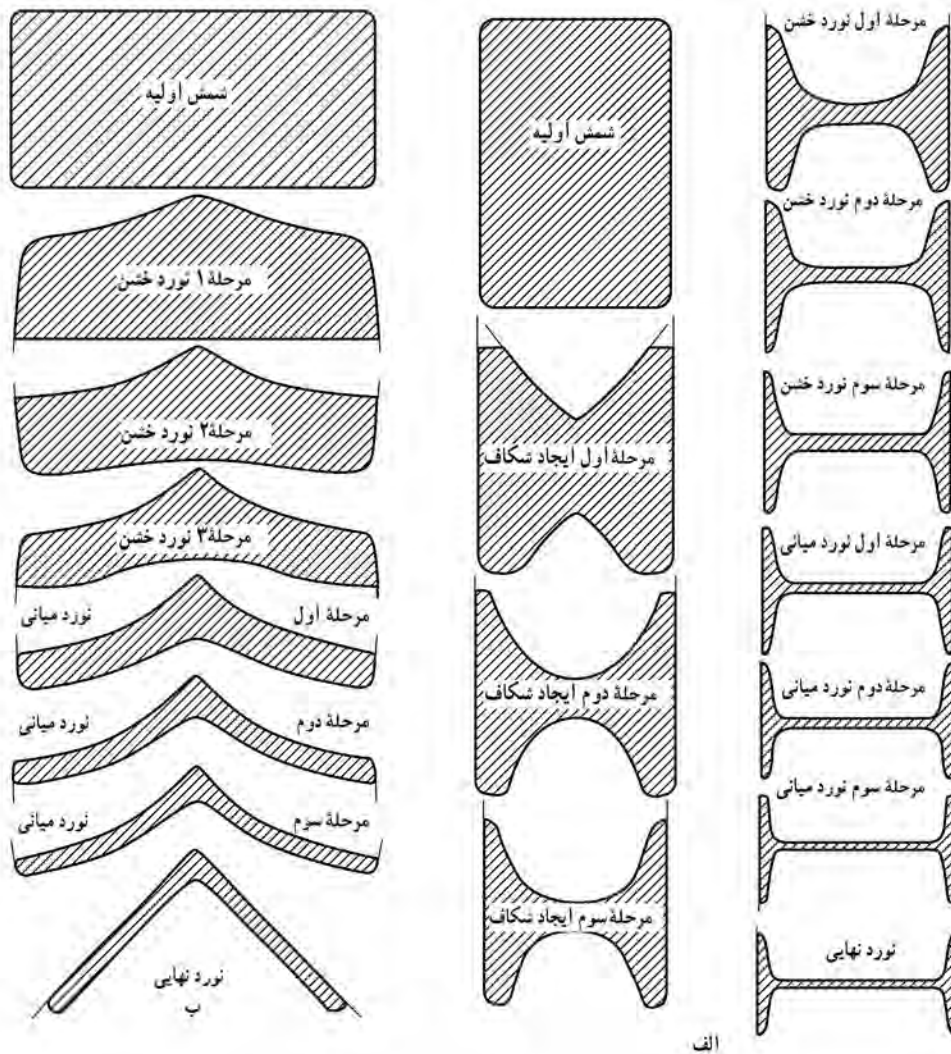 شمش اولیه
مرحلهٔ ۱ نورد خشن
مرحلهٔ ۲ نورد خشن
مرحلهٔ ۳ نورد خشن
مرحلهٔ اول نورد میانی
مرحلهٔ دوم نورد میانی
مرحلهٔ سوم نورد میانی
نورد نهایی
ب
شمش اولیه
مرحلهٔ اول ایجاد شکاف
مرحلهٔ دوم ایجاد شکاف
مرحلهٔ سوم ایجاد شکاف
مرحلهٔ اول نورد خشن
مرحلهٔ دوم نورد خشن
مرحلهٔ سوم نورد خشن
مرحلهٔ اول نورد میانی
مرحلهٔ دوم نورد میانی
مرحلهٔ سوم نورد میانی
نورد نهایی
الف